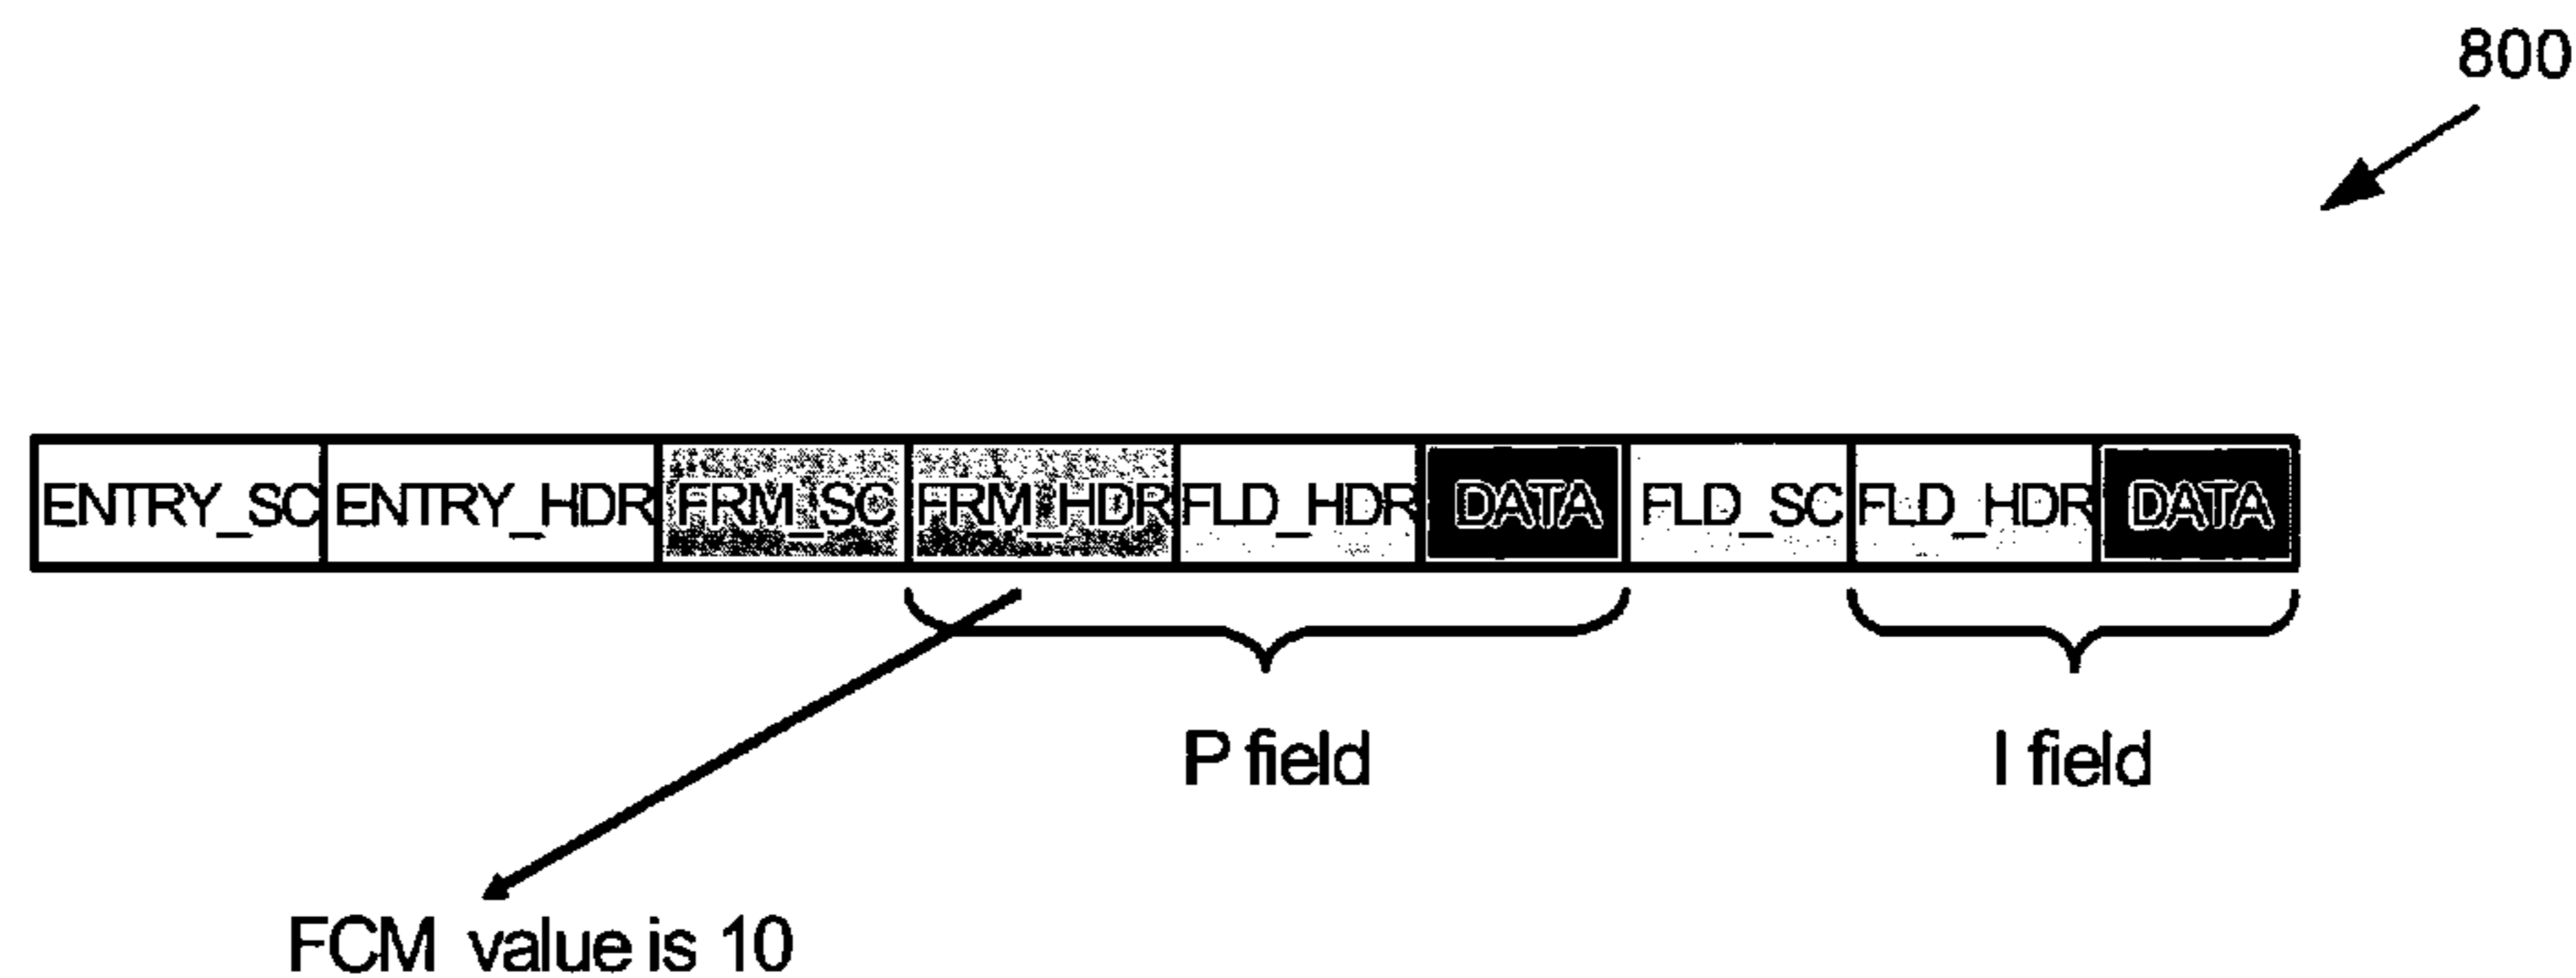 800
ENTRY_SC ENTRY_HDR FRM_SC FRM_HDR FLD_HDR DATA FLD_SC FLD_HDR DATA
P field I field
FCM value is 10